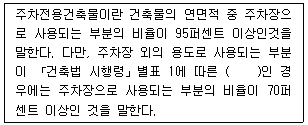 주차전용건축물이란 건축물의 연면적 중 주차장으
로 사용되는 부분의 비율이 95퍼센트 이상인것을
말한다. 다만, 주차장 외의 용도로 사용되는 부분
이 「건축법 시행령」 별표 1에 따른 (    )인 경
우에는 주차장으로 사용되는 부분의 비율이 70퍼
센트 이상인 것을 말한다.